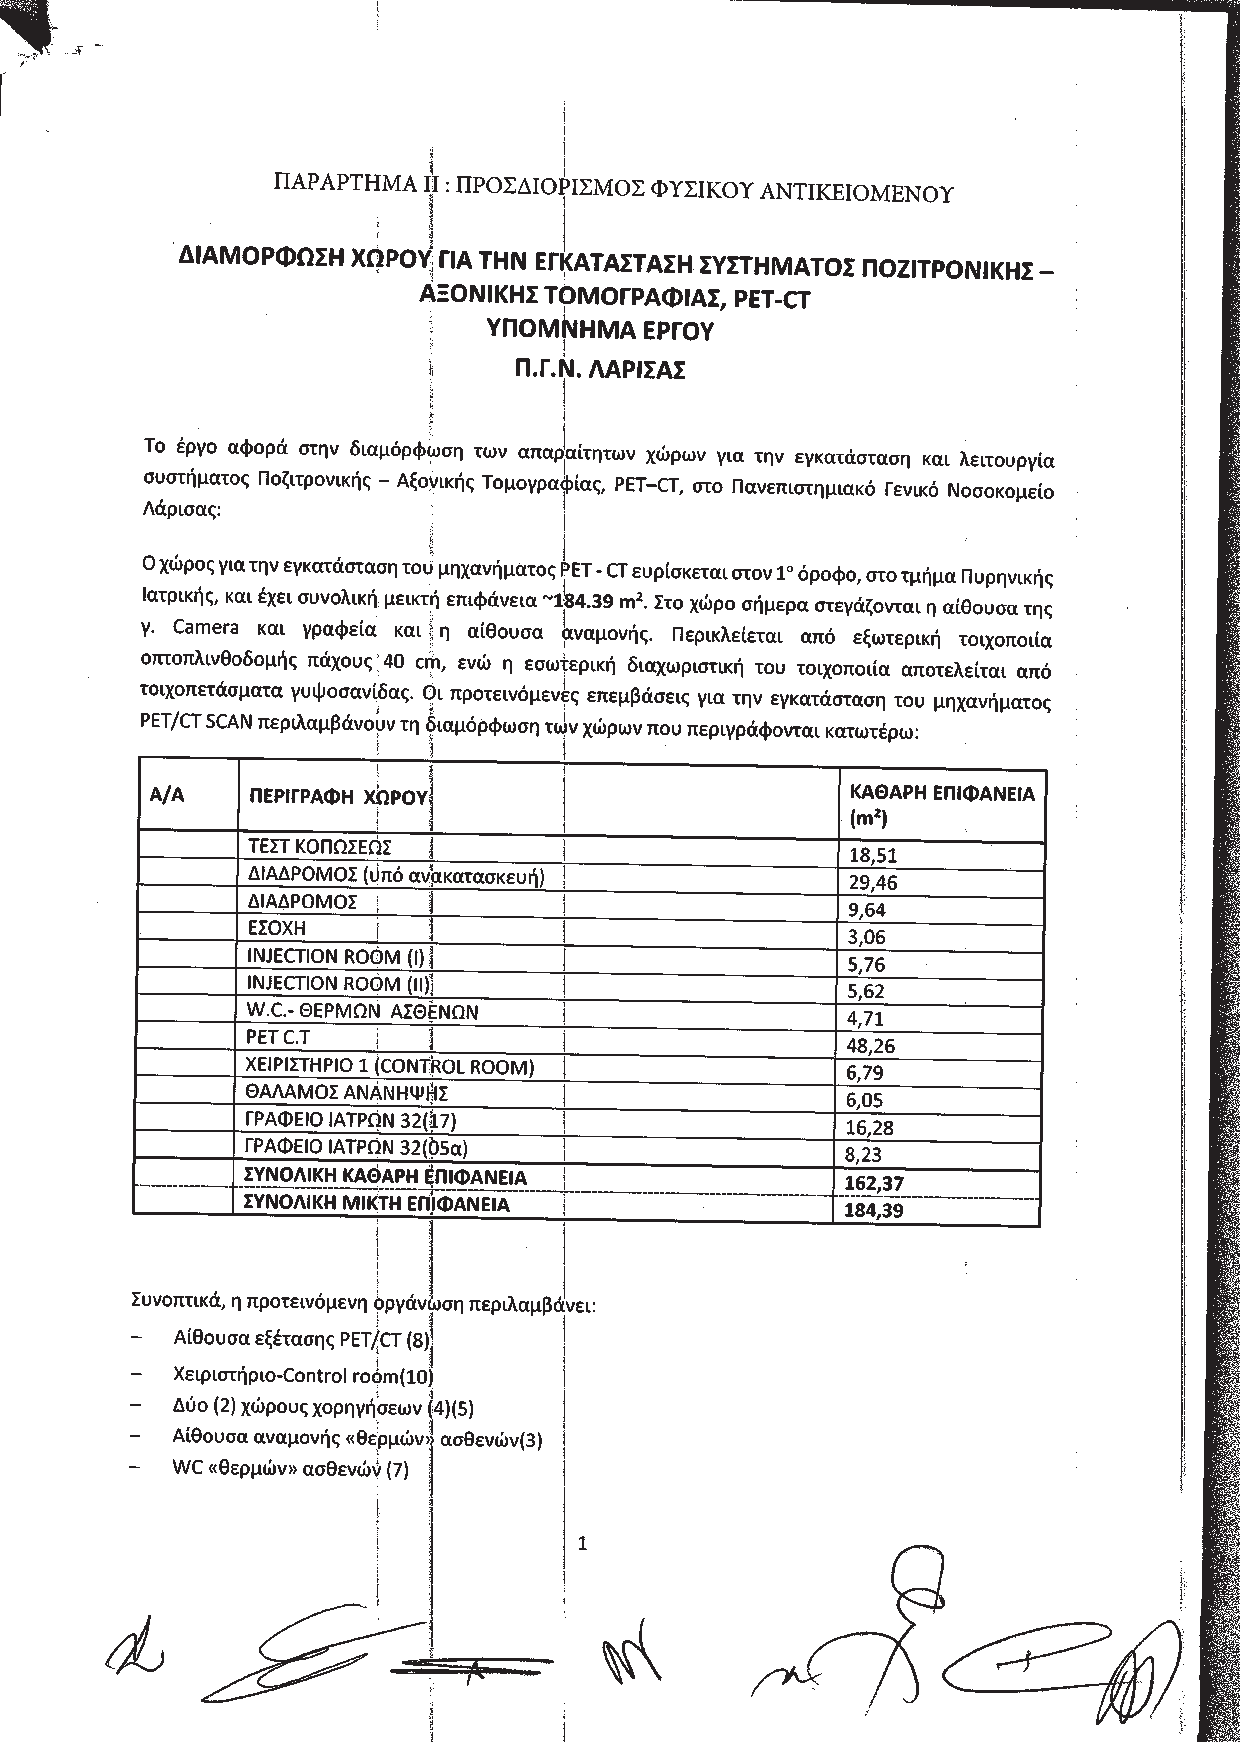 ΠΑΡΑΡΤΗΜΑ ΙΙ : ΠΡΟΣΔΙΟΡΙΣΜΟΣ ΦΥΣΙΚΟΥ ΑΝΤΙΚΕΙΟΜΕΝΟΥ
ΔΙΑΜΟΡΦΩΣΗ ΧΩΡΟΥ ΓΙΑ ΤΗΝ ΕΓΚΑΤΑΣΤΑΣΗ ΣΥΣΤΗΜΑΤΟΣ ΠΟΖΙΤΡΟΝΙΚΗΣ –
ΑΞΟΝΙΚΗΣ ΤΟΜΟΓΡΑΦΙΑΣ, PET-CT
ΥΠΟΜΝΗΜΑ ΕΡΓΟΥ
Π.Γ.Ν. ΛΑΡΙΣΑΣ
Το έργο αφορά στην διαμόρφωση των απαραίτητων χώρων για την εγκατάσταση και λειτουργία
συστήματος Ποζιτρονικής – Αξονικής Τομογραφίας, PET–CT, στο Πανεπιστημιακό Γενικό Νοσοκομείο
Λάρισας:
Ο χώρος για την εγκατάσταση του μηχανήματος PET - CT ευρίσκεται στον 1° όροφο, στο τμήμα Πυρηνικής
Ιατρικής, και έχει συνολική μεικτή επιφάνεια ~184.39 m². Στο χώρο σήμερα στεγάζονται η αίθουσα της
γ. Camera και γραφεία και η αίθουσα αναμονής. Περικλείεται από εξωτερική τοιχοποιία
οπτοπλινθοδομής πάχους 40 cm, ενώ η εσωτερική διαχωριστική του τοιχοποιία αποτελείται από
τοιχοπετάσματα γυψοσανίδας. Οι προτεινόμενες επεμβάσεις για την εγκατάσταση του μηχανήματος
PET/CT SCAN περιλαμβάνουν τη διαμόρφωση των χώρων που περιγράφονται κατωτέρω:
Α/Α ΠΕΡΙΓΡΑΦΗ ΧΩΡΟΥ ΚΑΘΑΡΗ ΕΠΙΦΑΝΕΙΑ
(m²)
ΤΕΣΤ ΚΟΠΩΣΕΩΣ 18,51
ΔΙΑΔΡΟΜΟΣ (υπό ανακατασκευή) 29,46
ΔΙΑΔΡΟΜΟΣ 9,64
ΕΣΟΧΗ 3,06
INJECTION ROOM (I) 5,76
INJECTION ROOM (II) 5,62
W.C.- ΘΕΡΜΩΝ ΑΣΘΕΝΩΝ 4,71
PET C.T 48,26
ΧΕΙΡΙΣΤΗΡΙΟ 1 (CONTROL ROOM) 6,79
ΘΑΛΑΜΟΣ ΑΝΑΝΗΨΗΣ 6,05
ΓΡΑΦΕΙΟ ΙΑΤΡΩΝ 32(17) 16,28
ΓΡΑΦΕΙΟ ΙΑΤΡΩΝ 32(05α) 8,23
ΣΥΝΟΛΙΚΗ ΚΑΘΑΡΗ ΕΠΙΦΑΝΕΙΑ 162,37
ΣΥΝΟΛΙΚΗ ΜΙΚΤΗ ΕΠΙΦΑΝΕΙΑ 184,39
Συνοπτικά, η προτεινόμενη οργάνωση περιλαμβάνει:
– Αίθουσα εξέτασης PET/CT (8)
– Χειριστήριο-Control room(10)
– Δύο (2) χώρους χορηγήσεων (4)(5)
– Αίθουσα αναμονής «θερμών» ασθενών(3)
– WC «θερμών» ασθενών (7)
1